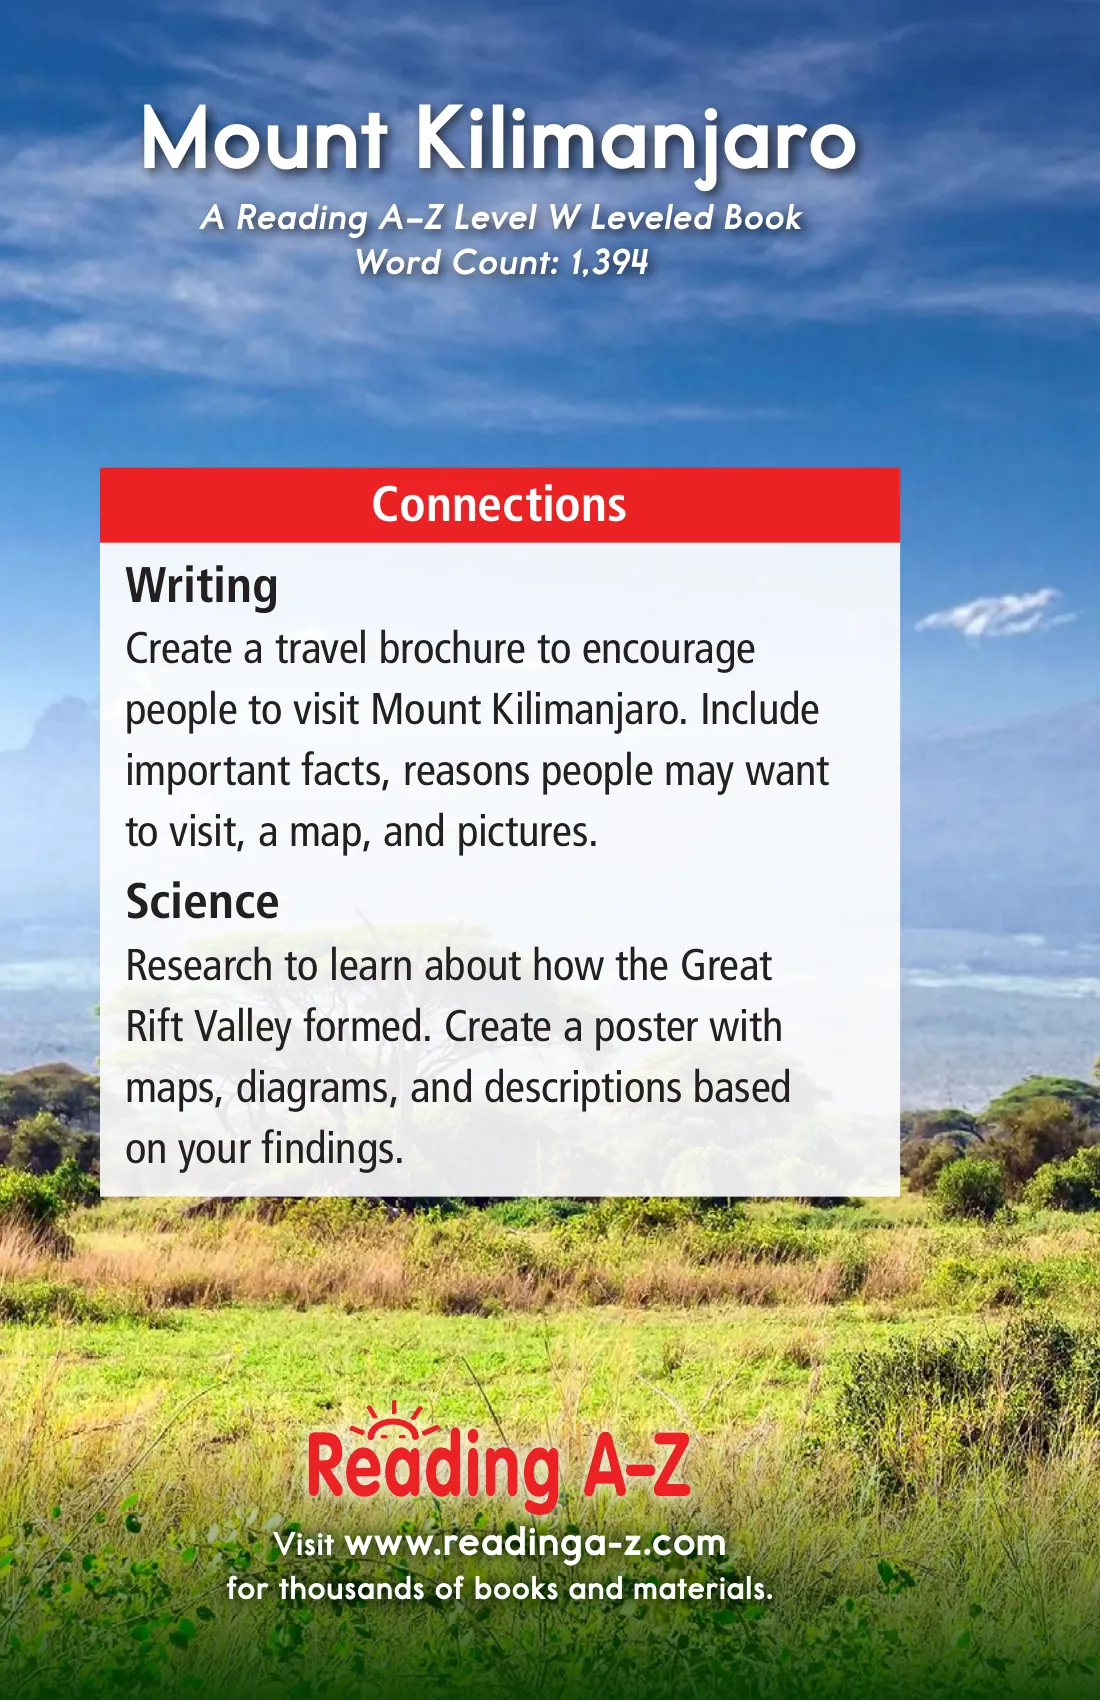 Mount Kilimanjaro
A Reading A–Z Level W Leveled Book
Word Count: 1,394
Connections
Writing
Create a travel brochure to encourage
people to visit Mount Kilimanjaro. Include
important facts, reasons people may want
to visit, a map, and pictures.
Science
Research to learn about how the Great
Rift Valley formed. Create a poster with
maps, diagrams, and descriptions based
on your findings.
Reading A–Z
Visit www.readinga-z.com
for thousands of books and materials.